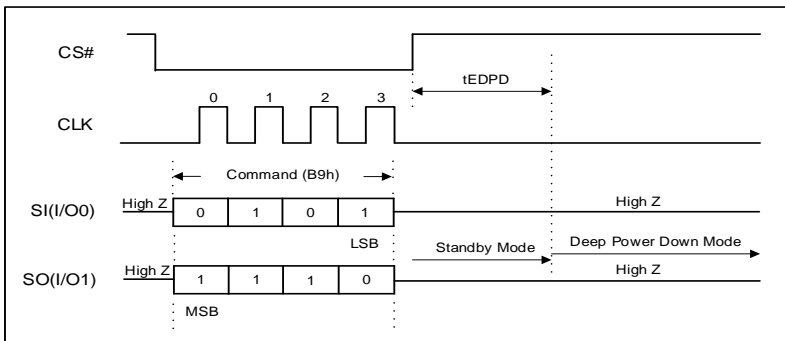 CS#
tEDPD
0 1 2 3
CLK
Command (B9h)
High Z High Z
SI(I/O0) 0 1 0 1
LSB Standby Mode Deep Power Down Mode
High Z High Z
SO(I/O1) 1 1 1 0
MSB